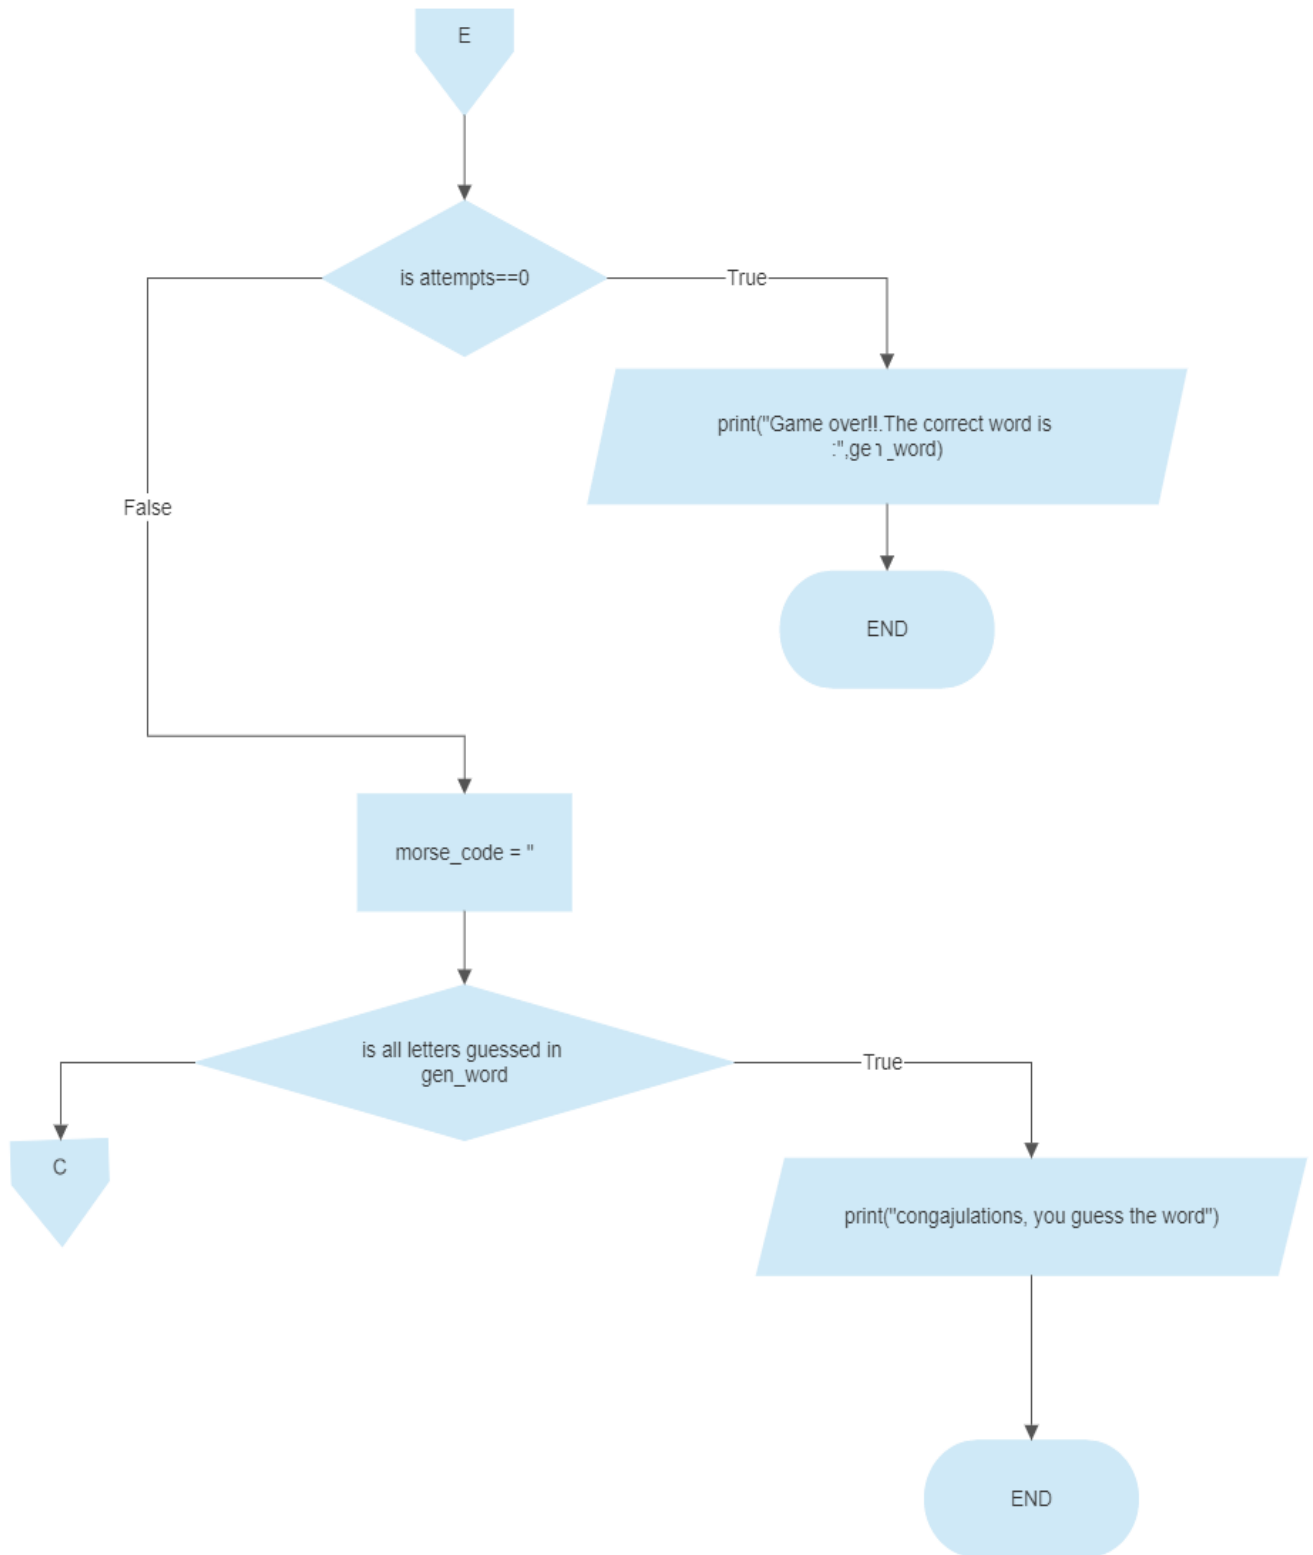 E
is attempts==0
True
print("Game over!!.The correct word is
:",gen_word)
False
END
morse_code = "
is all letters guessed in
gen_word
True
C
print("congajulations, you guess the word")
END